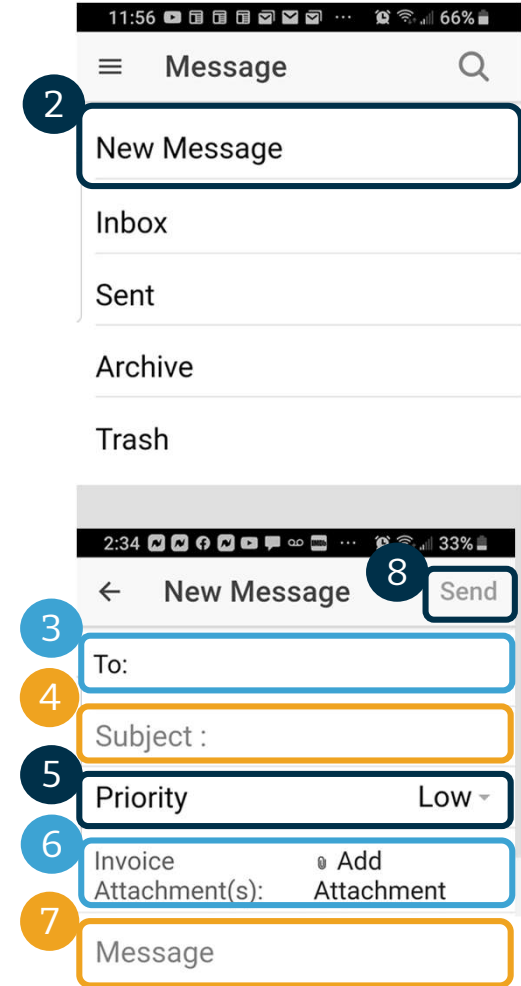 11:56 ... 66%
Message
2
New Message
Inbox
Sent
Archive
Trash
2:34 ... 33%
8
New Message Send
3
To:
4
Subject :
5
Priority Low
6
Invoice Add
Attachment(s): Attachment
7
Message